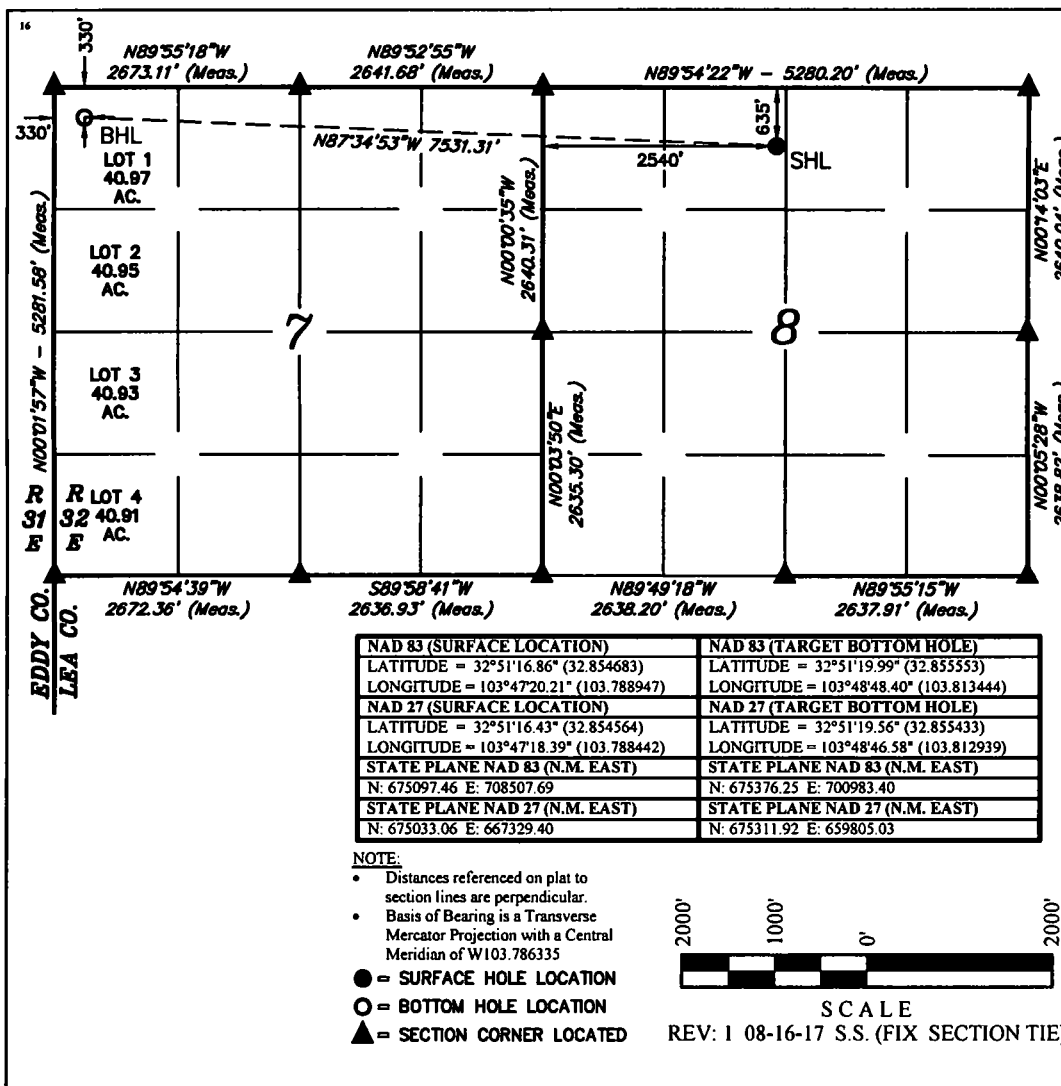 16
330'
N89°55'18"W
2673.11' (Meas.)
N89°52'55"W
2641.68' (Meas.)
N89°54'22"W – 5280.20' (Meas.)
330'
BHL
N87°34'53"W 7531.31'
635'
2540'
SHL
LOT 1
40.97
AC.
LOT 2
40.95
AC.
LOT 3
40.93
AC.
LOT 4
40.91
AC.
N00°01'57"W – 5281.58' (Meas.)
7
8
N00°00'35"W
2640.31' (Meas.)
N00°03'50"E
2635.30' (Meas.)
N00°14'03"E
2640.04' (Meas.)
N00°05'28"W
2638.82' (Meas.)
R
31
E
R
32
E
EDDY CO.
LEA CO.
N89°54'39"W
2672.36' (Meas.)
S89°58'41"W
2636.93' (Meas.)
N89°49'18"W
2638.20' (Meas.)
N89°55'15"W
2637.91' (Meas.)
NAD 83 (SURFACE LOCATION)
LATITUDE = 32°51'16.86" (32.854683)
LONGITUDE = 103°47'20.21" (103.788947)
NAD 27 (SURFACE LOCATION)
LATITUDE = 32°51'16.43" (32.854564)
LONGITUDE = 103°47'18.39" (103.788442)
STATE PLANE NAD 83 (N.M. EAST)
N: 675097.46 E: 708507.69
STATE PLANE NAD 27 (N.M. EAST)
N: 675033.06 E: 667329.40
NAD 83 (TARGET BOTTOM HOLE)
LATITUDE = 32°51'19.99" (32.855553)
LONGITUDE = 103°48'48.40" (103.813444)
NAD 27 (TARGET BOTTOM HOLE)
LATITUDE = 32°51'19.56" (32.855433)
LONGITUDE = 103°48'46.58" (103.812939)
STATE PLANE NAD 83 (N.M. EAST)
N: 675376.25 E: 700983.40
STATE PLANE NAD 27 (N.M. EAST)
N: 675311.92 E: 659805.03
NOTE:
• Distances referenced on plat to
section lines are perpendicular.
• Basis of Bearing is a Transverse
Mercator Projection with a Central
Meridian of W103.786335
= SURFACE HOLE LOCATION
= BOTTOM HOLE LOCATION
= SECTION CORNER LOCATED
2000'
1000'
0'
2000'
SCALE
REV: 1 08-16-17 S.S. (FIX SECTION TIE)